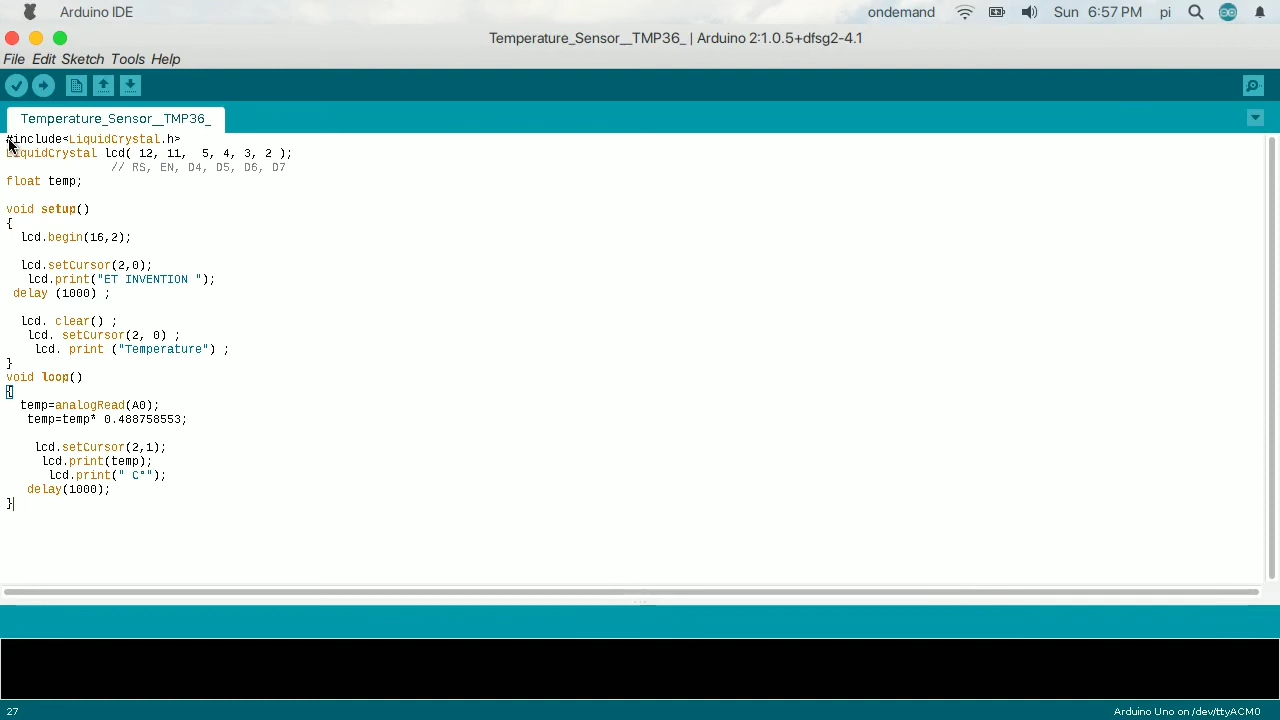 Arduino IDE
ondemand
Sun 6:57 PM pi
Temperature_Sensor__TMP36_ | Arduino 2:1.0.5+dfsg2-4.1
File Edit Sketch Tools Help
Temperature_Sensor__TMP36_
#include<LiquidCrystal.h>
LiquidCrystal lcd( 12, 11,  5, 4, 3, 2 );
// RS, EN, D4, D5, D6, D7
float temp;
void setup()
{
lcd.begin(16,2);
lcd.setCursor(2,0);
lcd.print("ET INVENTION ");
delay (1000) ;
lcd. clear() ;
lcd. setCursor(2, 0) ;
lcd. print ("Temperature") ;
}
void loop()
{
temp=analogRead(A0);
temp=temp* 0.488758553;
lcd.setCursor(2,1);
lcd.print(temp);
lcd.print(" C°");
delay(1000);
}
27
Arduino Uno on /dev/ttyACM0